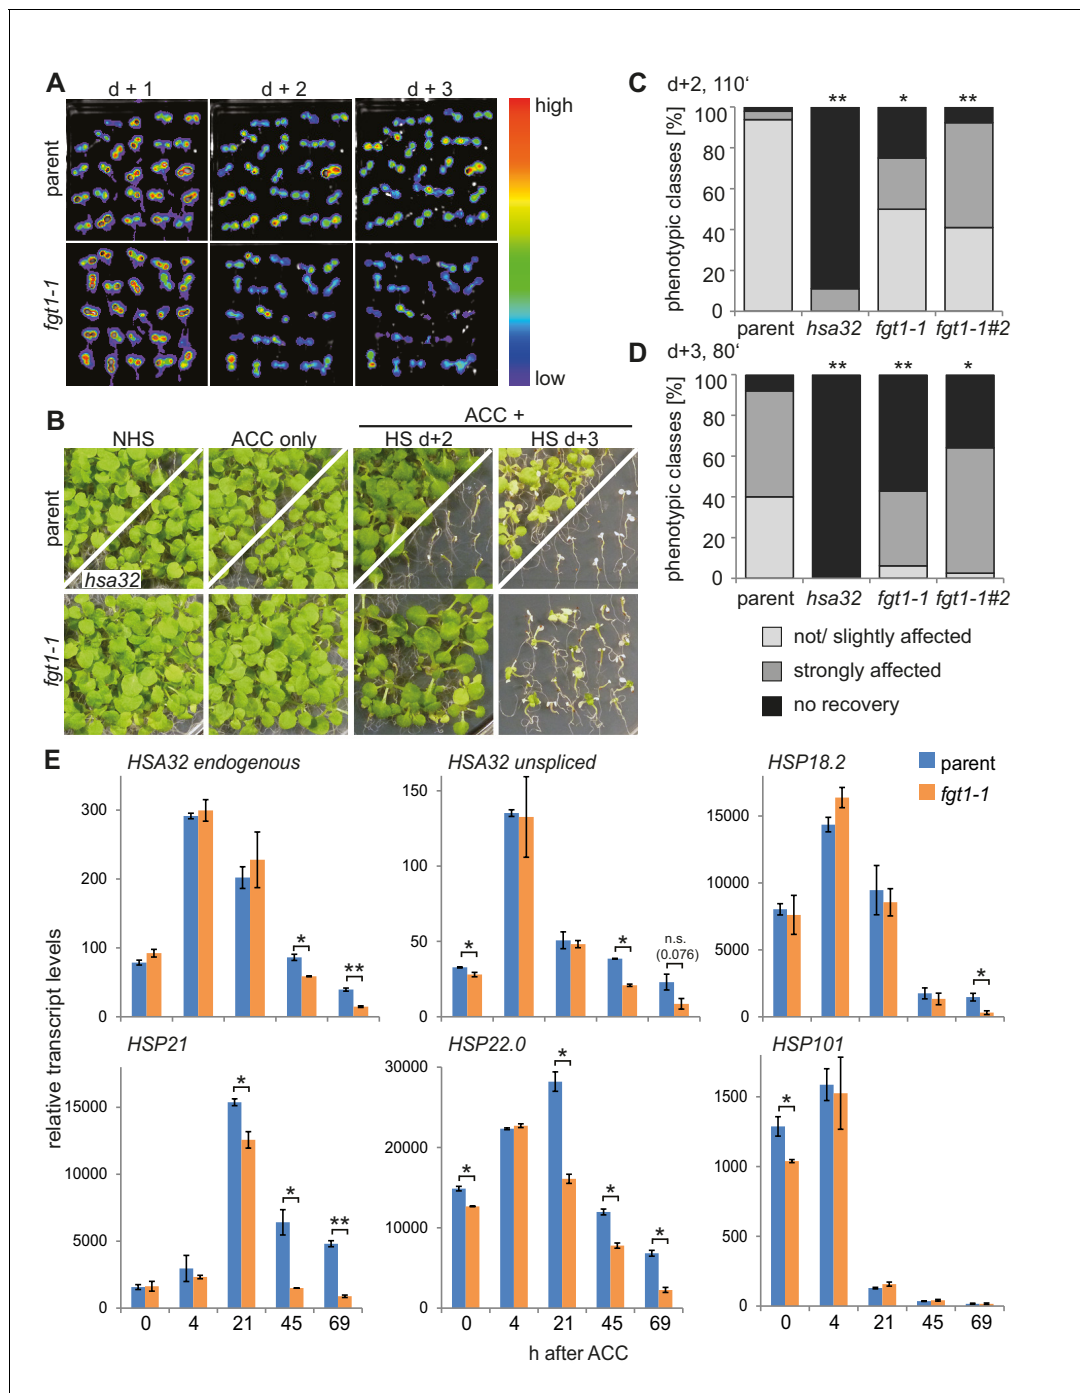 A
d + 1
d + 2
d + 3
parent
fgt1-1
high
low
B
NHS
ACC only
ACC +
HS d+2
HS d+3
parent
hsa32
fgt1-1
C
d+2, 110‘
** * **
phenotypic classes [%]
100
80
60
40
20
0
parent hsa32 fgt1-1 fgt1-1#2
D
d+3, 80‘
** ** *
phenotypic classes [%]
100
80
60
40
20
0
parent hsa32 fgt1-1 fgt1-1#2
not/ slightly affected
strongly affected
no recovery
E
relative transcript levels
HSA32 endogenous
300
200
100
0
*
**
HSA32 unspliced
150
100
50
0
*
*
n.s.
(0.076)
HSP18.2
15000
10000
5000
0
*
parent
fgt1-1
HSP21
15000
10000
5000
0
*
*
**
0 4 21 45 69
HSP22.0
30000
20000
10000
0
*
*
*
*
0 4 21 45 69
HSP101
1500
1000
500
0
*
0 4 21 45 69
h after ACC